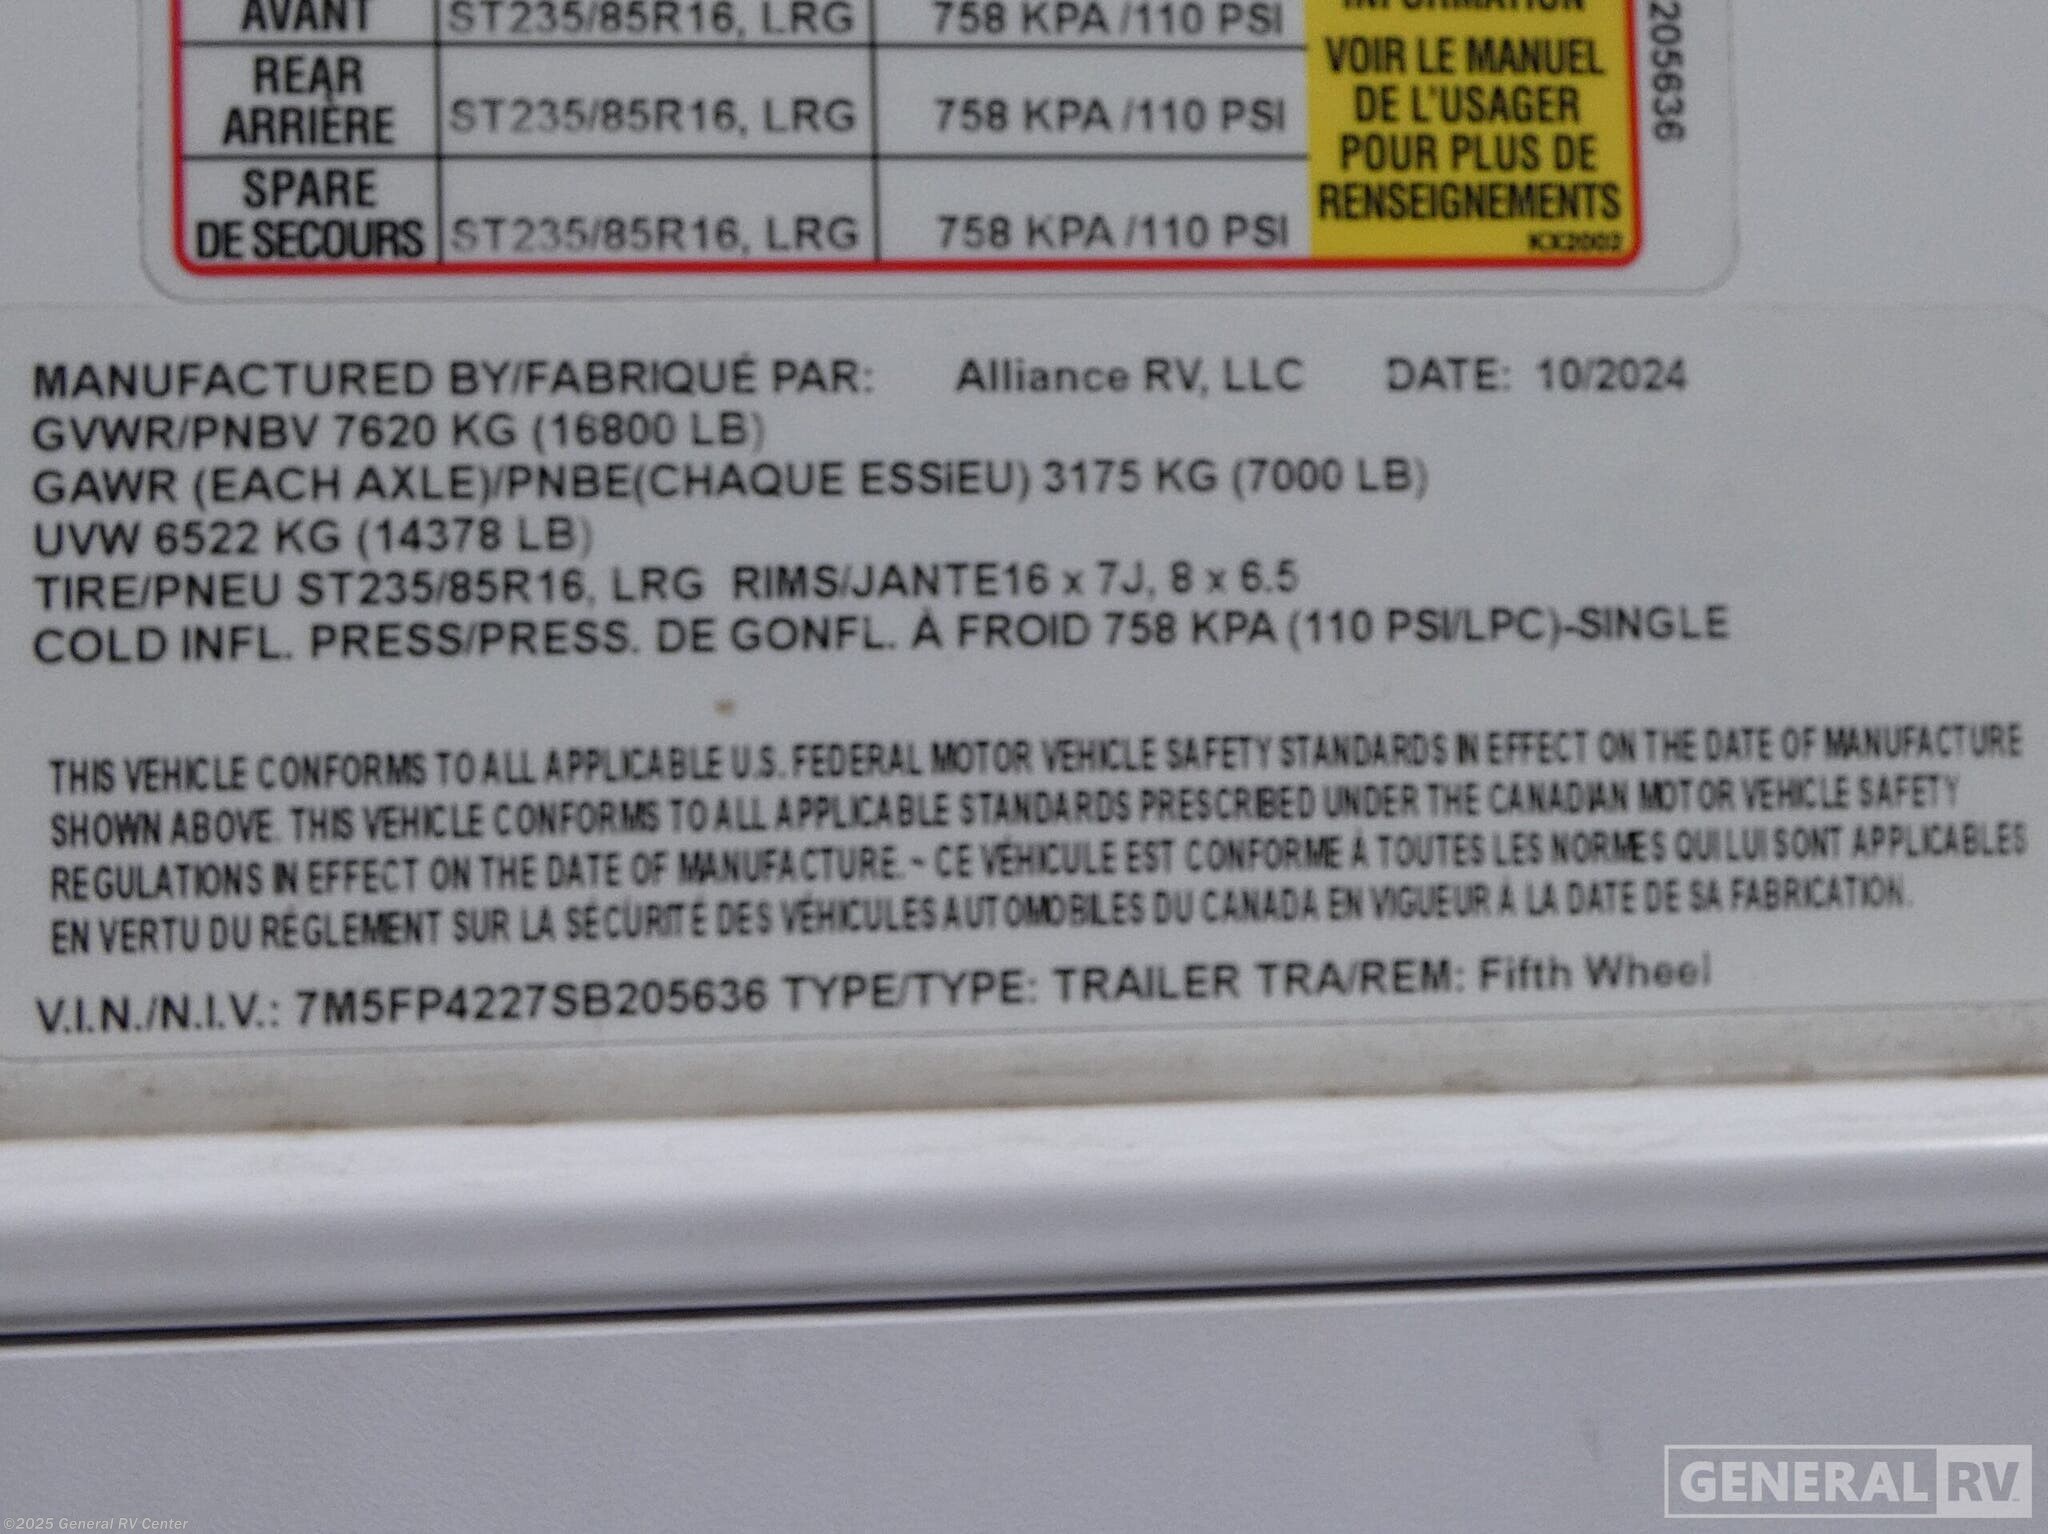 AVANT ST235/85R16, LRG 758 KPA /110 PSI
INFORMATION
REAR
ARRIÈRE ST235/85R16, LRG 758 KPA /110 PSI
SPARE
DE SECOURS ST235/85R16, LRG 758 KPA /110 PSI
VOIR LE MANUEL
DE L'USAGER
POUR PLUS DE
RENSEIGNEMENTS
KX2002
205636
MANUFACTURED BY/FABRIQUÉ PAR: Alliance RV, LLC DATE: 10/2024
GVWR/PNBV 7620 KG (16800 LB)
GAWR (EACH AXLE)/PNBE(CHAQUE ESSiEU) 3175 KG (7000 LB)
UVW 6522 KG (14378 LB)
TIRE/PNEU ST235/85R16, LRG RIMS/JANTE16 x 7J, 8 x 6.5
COLD INFL. PRESS/PRESS. DE GONFL. À FROID 758 KPA (110 PSI/LPC)-SINGLE
THIS VEHICLE CONFORMS TO ALL APPLICABLE U.S. FEDERAL MOTOR VEHICLE SAFETY STANDARDS IN EFFECT ON THE DATE OF MANUFACTURE
SHOWN ABOVE. THIS VEHICLE CONFORMS TO ALL APPLICABLE STANDARDS PRESCRIBED UNDER THE CANADIAN MOTOR VEHICLE SAFETY
REGULATIONS IN EFFECT ON THE DATE OF MANUFACTURE. ~ CE VÉHICULE EST CONFORME À TOUTES LES NORMES QUI LUI SONT APPLICABLES
EN VERTU DU RÉGLEMENT SUR LA SÉCURITÉ DES VÉHICULES AUTOMOBILES DU CANADA EN VIGUEUR À LA DATE DE SA FABRICATION.
V.I.N./N.I.V.: 7M5FP4227SB205636 TYPE/TYPE: TRAILER TRA/REM: Fifth Wheel
GENERAL RV
©2025 General RV Center